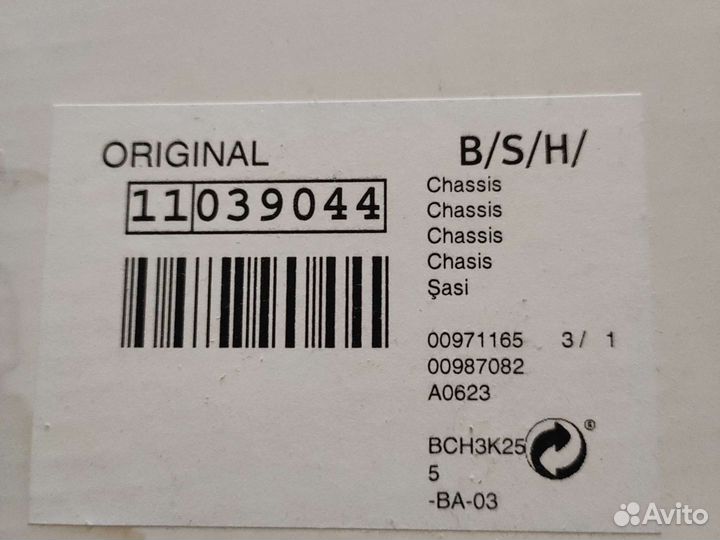 ORIGINAL
11039044
B/S/H/
Chassis
Chassis
Chassis
Chasis
Şasi
00971165 3/ 1
00987082
A0623
BCH3K25
5
-BA-03
®
Avito